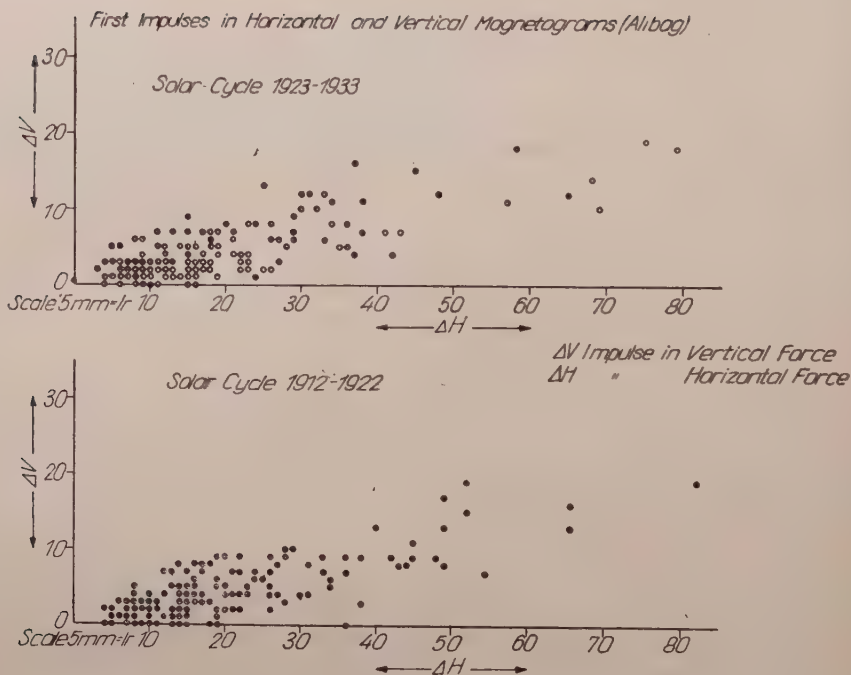 First Impulses in Horizontal and Vertical Magnetograms (Alibag)
30
Solar Cycle 1923-1933
ΔV
20
10
0
Scale 5mm=1r 10 20 30 40 50 60 70 80
ΔH
ΔV Impulse in Vertical Force
ΔH " Horizontal Force
Solar Cycle 1912-1922
30
ΔV
20
10
0
Scale 5mm=1r 10 20 30 40 50 60 70 80
ΔH